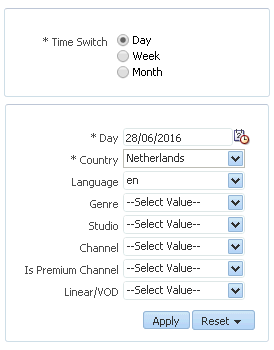 * Time Switch Day
Week
Month
* Day 28/06/2016
* Country Netherlands
Language en
Genre --Select Value--
Studio --Select Value--
Channel --Select Value--
Is Premium Channel --Select Value--
Linear/VOD --Select Value--
Apply Reset